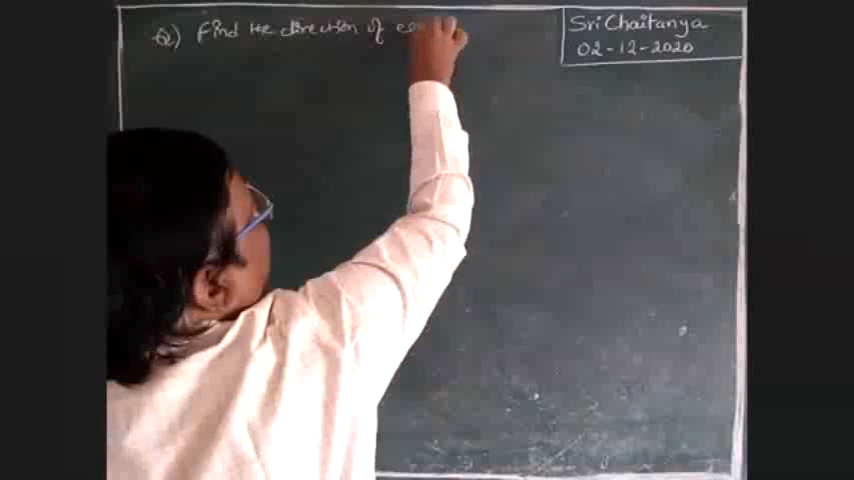 Q) Find the direction of
Sri Chaitanya
02-12-2020